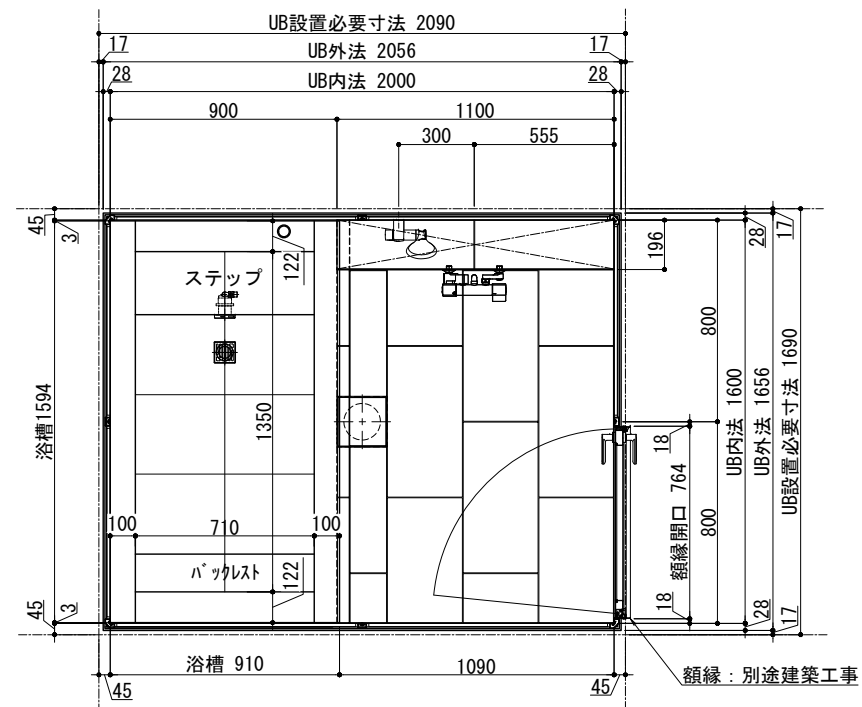 UB設置必要寸法 2090
17
UB外法 2056
17
28
UB内法 2000
28
900
1100
300
555
45
3
122
196
28
17
ステップ
800
浴槽1594
1350
18
UB内法 1600
UB外法 1656
UB設置必要寸法 1690
額縁開口 764
800
100
710
100
バックレスト
122
18
3
45
28
17
浴槽 910
1090
45
45
額縁：別途建築工事